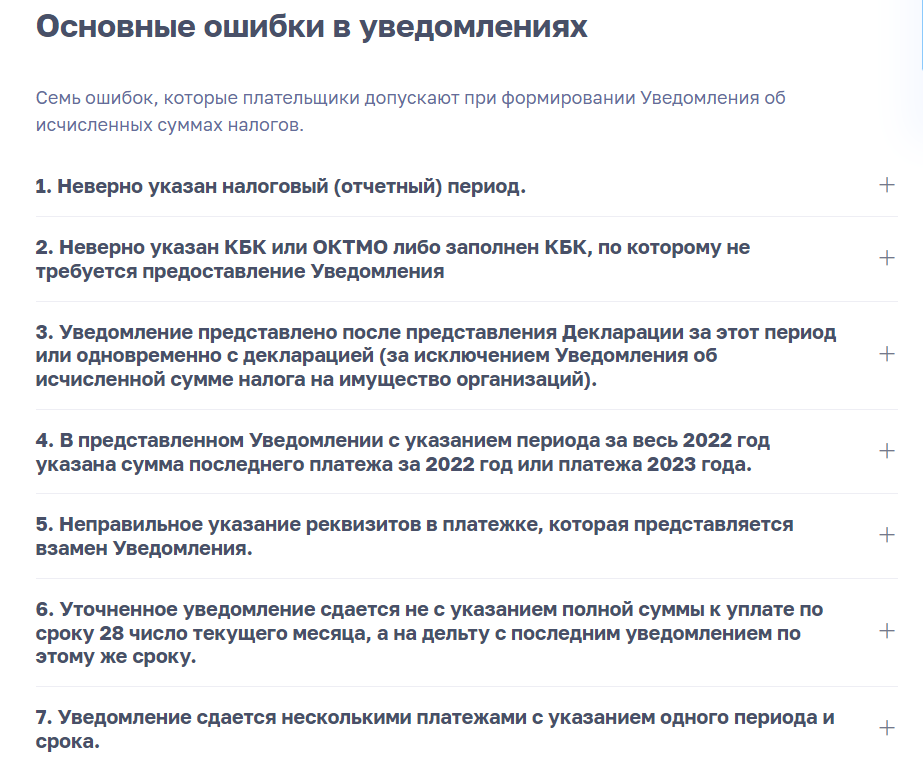 Основные ошибки в уведомлениях
Семь ошибок, которые плательщики допускают при формировании Уведомления об
исчисленных суммах налогов.
1. Неверно указан налоговый (отчетный) период.
2. Неверно указан КБК или ОКТМО либо заполнен КБК, по которому не
требуется предоставление Уведомления
3. Уведомление представлено после представления Декларации за этот период
или одновременно с декларацией (за исключением Уведомления об
исчисленной сумме налога на имущество организаций).
4. В представленном Уведомлении с указанием периода за весь 2022 год
указана сумма последнего платежа за 2022 год или платежа 2023 года.
5. Неправильное указание реквизитов в платежке, которая представляется
взамен Уведомления.
6. Уточненное уведомление сдается не с указанием полной суммы к уплате по
сроку 28 число текущего месяца, а на дельту с последним уведомлением по
этому же сроку.
7. Уведомление сдается несколькими платежами с указанием одного периода и
срока.